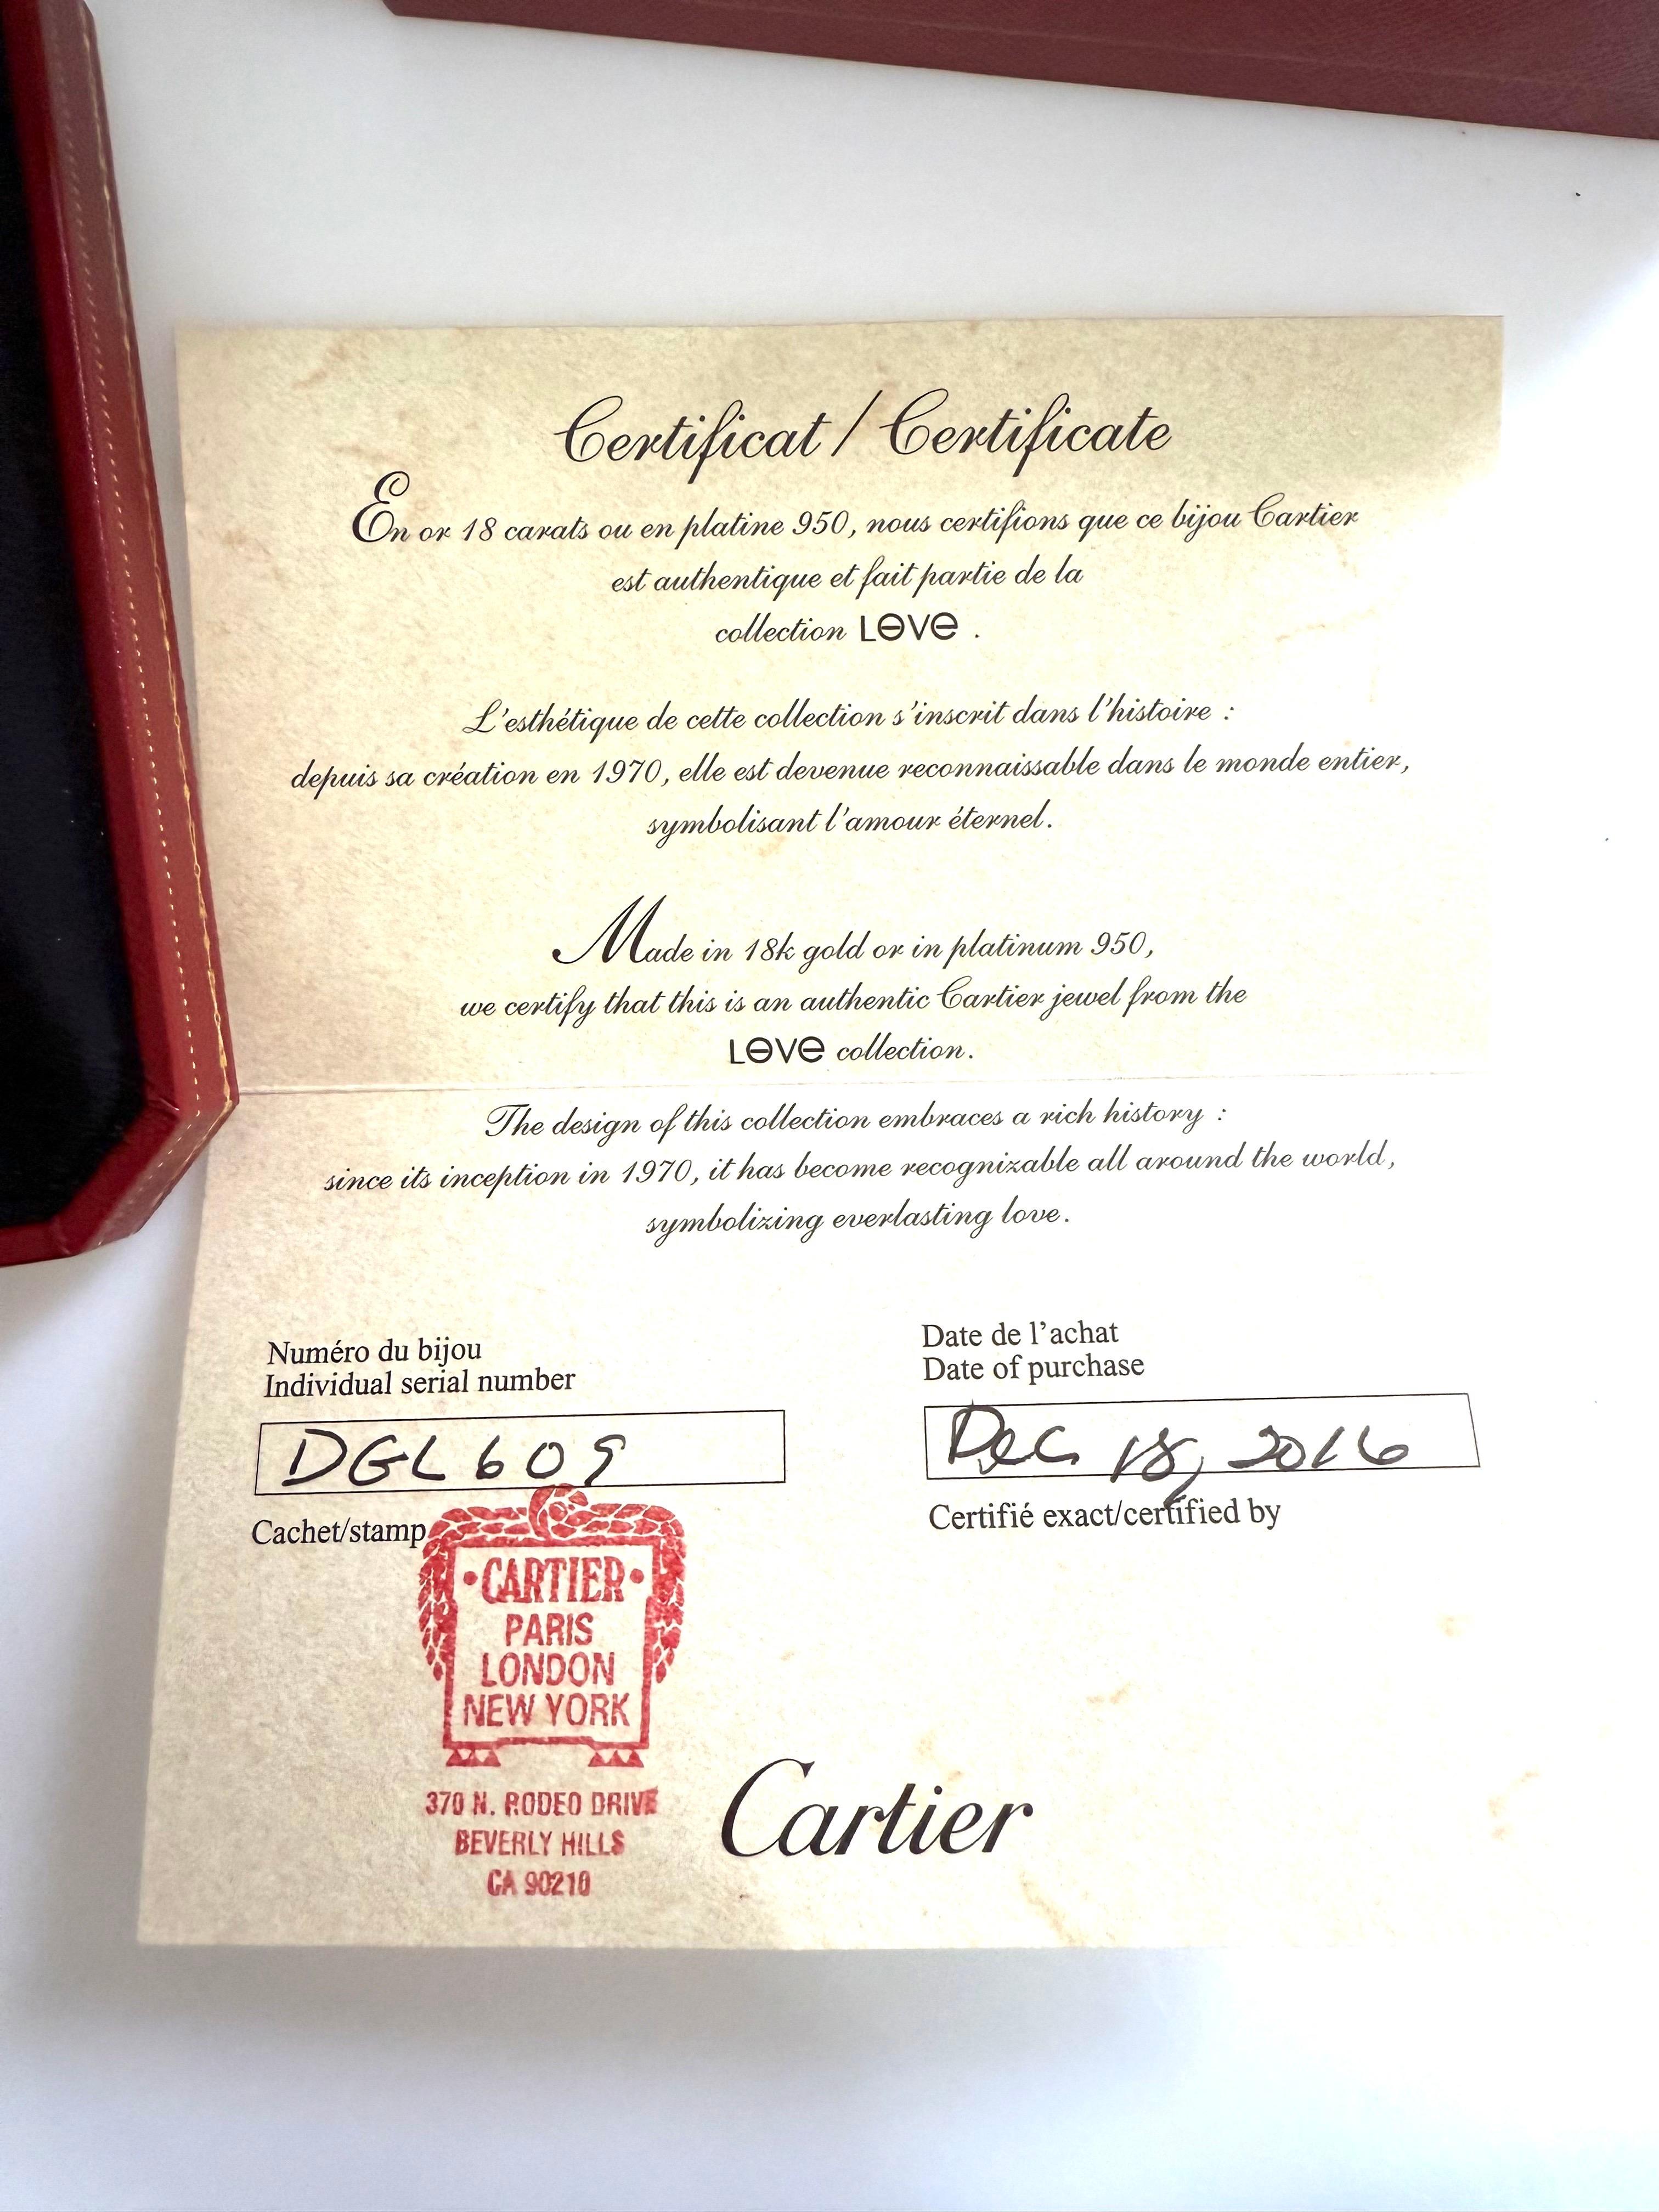 Certificat / Certificate
En or 18 carats ou en platine 950, nous certifions que ce bijou Cartier
est authentique et fait partie de la
collection LOVE .
L'esthétique de cette collection s'inscrit dans l'histoire :
depuis sa création en 1970, elle est devenue reconnaissable dans le monde entier,
symbolisant l'amour éternel.
Made in 18k gold or in platinum 950,
we certify that this is an authentic Cartier jewel from the
LOVE collection.
The design of this collection embraces a rich history :
since its inception in 1970, it has become recognizable all around the world,
symbolizing everlasting love.
Numéro du bijou
Individual serial number
DGL609
Date de l'achat
Date of purchase
Dec 18, 2016
Cachet/stamp
Certifié exact/certified by
•CARTIER•
PARIS
LONDON
NEW YORK
370 N. RODEO DRIVE
BEVERLY HILLS
CA 90210
Cartier